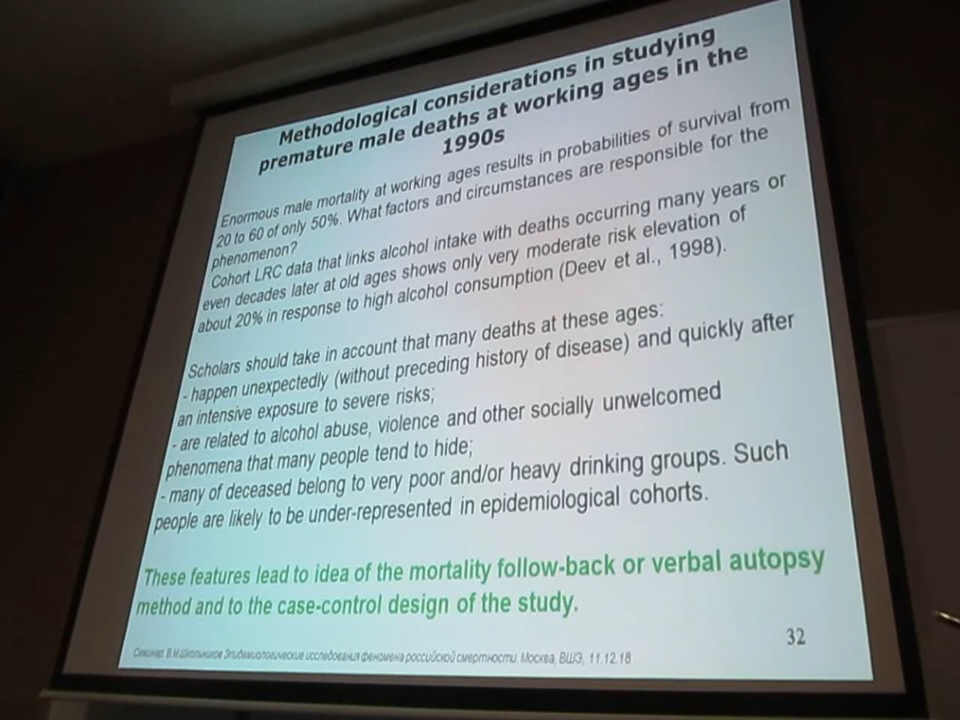 Methodological considerations in studying
premature male deaths at working ages in the
1990s
Enormous male mortality at working ages results in probabilities of survival from
20 to 60 of only 50%. What factors and circumstances are responsible for the
phenomenon?
Cohort LRC data that links alcohol intake with deaths occurring many years or
even decades later at old ages shows only very moderate risk elevation of
about 20% in response to high alcohol consumption (Deev et al., 1998).
Scholars should take in account that many deaths at these ages:
- happen unexpectedly (without preceding history of disease) and quickly after
an intensive exposure to severe risks;
- are related to alcohol abuse, violence and other socially unwelcomed
phenomena that many people tend to hide;
- many of deceased belong to very poor and/or heavy drinking groups. Such
people are likely to be under-represented in epidemiological cohorts.
These features lead to idea of the mortality follow-back or verbal autopsy
method and to the case-control design of the study.
32
Семинар В.М.Школьников Эпидемиологические исследования феномена российской смертности. Москва, ВШЭ, 11.12.18